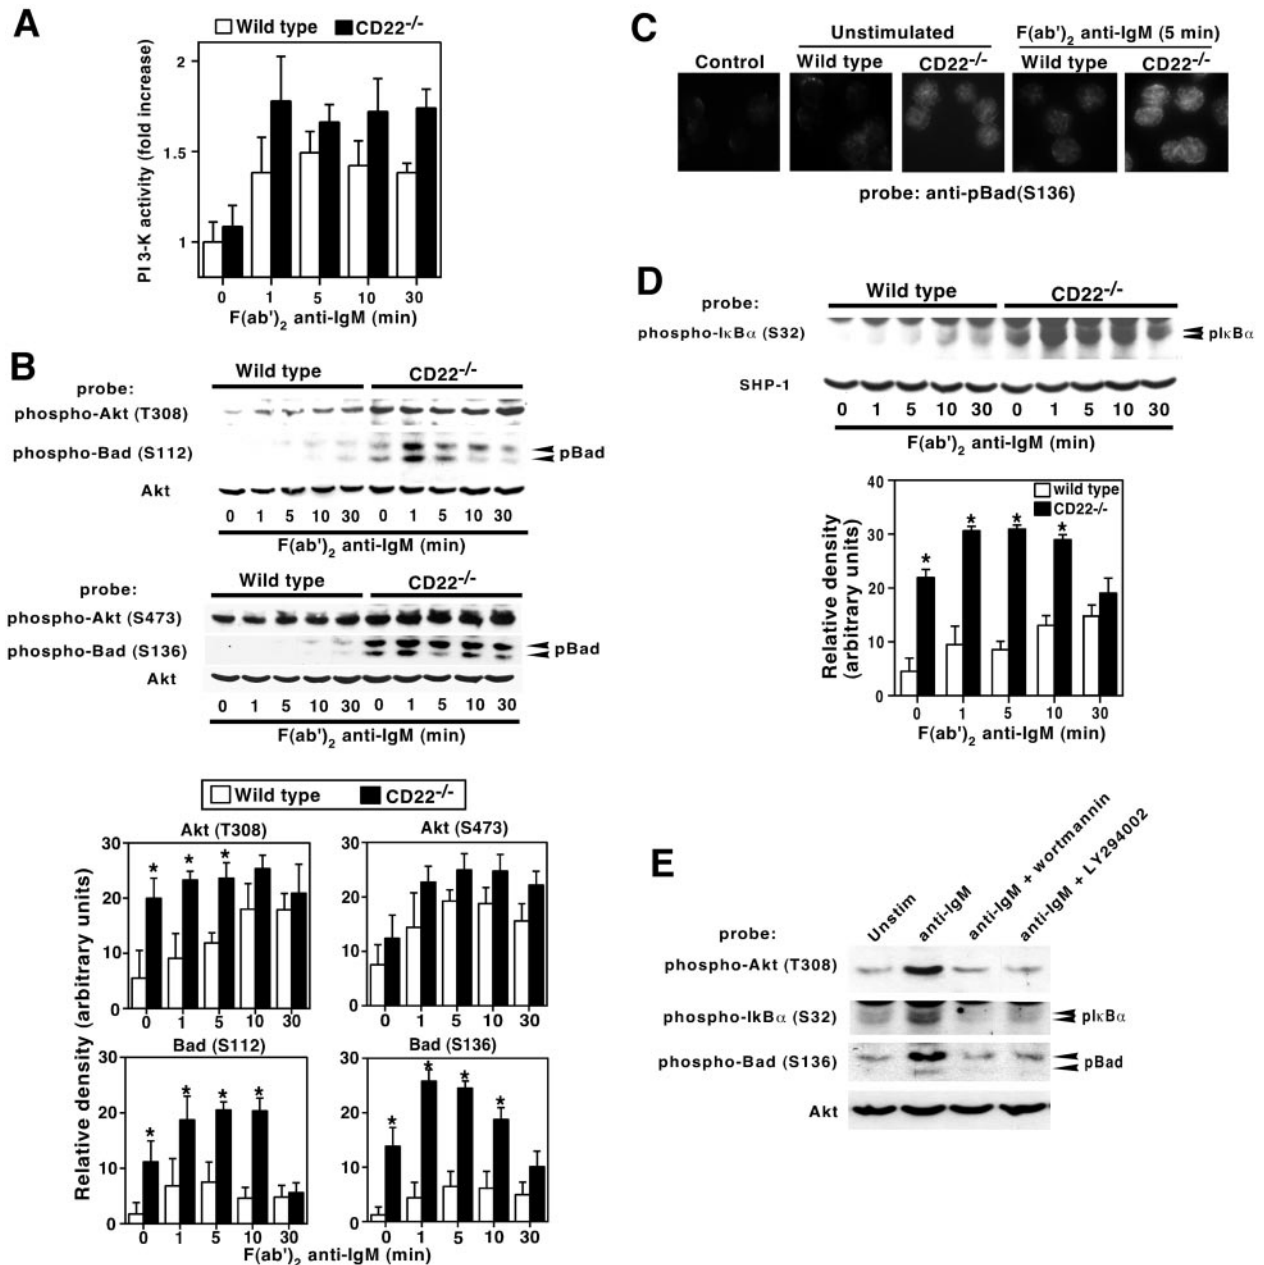 A
Wild type CD22-/-
PI 3-K activity (fold increase)
2
1.5
1
0 1 5 10 30
F(ab')2 anti-IgM (min)
B
Wild type CD22-/-
probe:
phospho-Akt (T308)
phospho-Bad (S112)
pBad
Akt
0 1 5 10 30 0 1 5 10 30
F(ab')2 anti-IgM (min)
Wild type CD22-/-
probe:
phospho-Akt (S473)
phospho-Bad (S136)
pBad
Akt
0 1 5 10 30 0 1 5 10 30
F(ab')2 anti-IgM (min)
Wild type CD22-/-
Relative density (arbitrary units)
Akt (T308)
30
20
10
0
* * *
0 1 5 10 30
Akt (S473)
30
20
10
0
0 1 5 10 30
Bad (S112)
30
20
10
0
* * * *
0 1 5 10 30
Bad (S136)
30
20
10
0
* * * *
0 1 5 10 30
F(ab')2 anti-IgM (min)
C
Unstimulated F(ab')2 anti-IgM (5 min)
Control Wild type CD22-/- Wild type CD22-/-
probe: anti-pBad(S136)
D
Wild type CD22-/-
probe:
phospho-IκBα (S32)
pIκBα
SHP-1
0 1 5 10 30 0 1 5 10 30
F(ab')2 anti-IgM (min)
wild type
CD22-/-
Relative density
(arbitrary units)
40
30
20
10
0
* * * *
0 1 5 10 30
F(ab')2 anti-IgM (min)
E
Unstim
anti-IgM
anti-IgM + wortmannin
anti-IgM + LY294002
probe:
phospho-Akt (T308)
phospho-IkBα (S32)
pIκBα
phospho-Bad (S136)
pBad
Akt